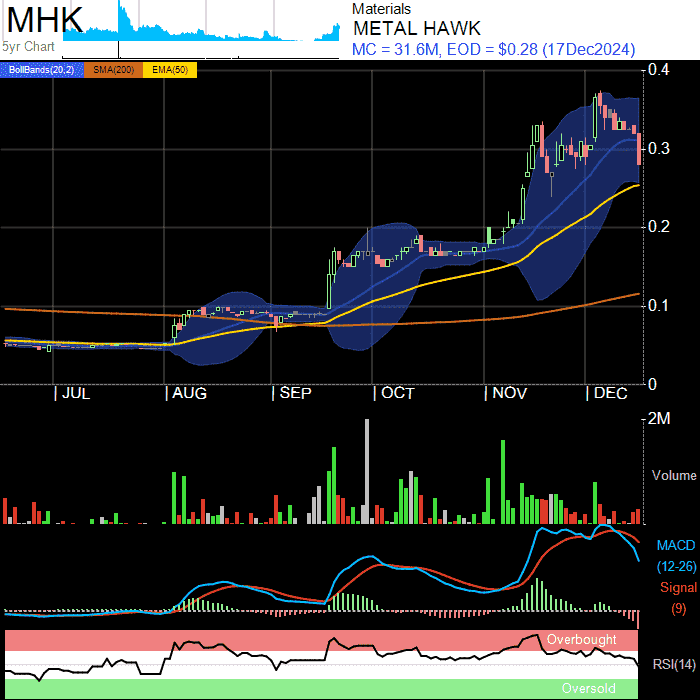 MHK
5yr Chart
Materials
METAL HAWK
MC = 31.6M, EOD = $0.28 (17Dec2024)
BollBands(20,2) SMA(200) EMA(50)
0.4
0.3
0.2
0.1
0
| JUL | AUG | SEP | OCT | NOV | DEC
2M
Volume
MACD
(12-26)
Signal
(9)
Overbought
RSI(14)
Oversold